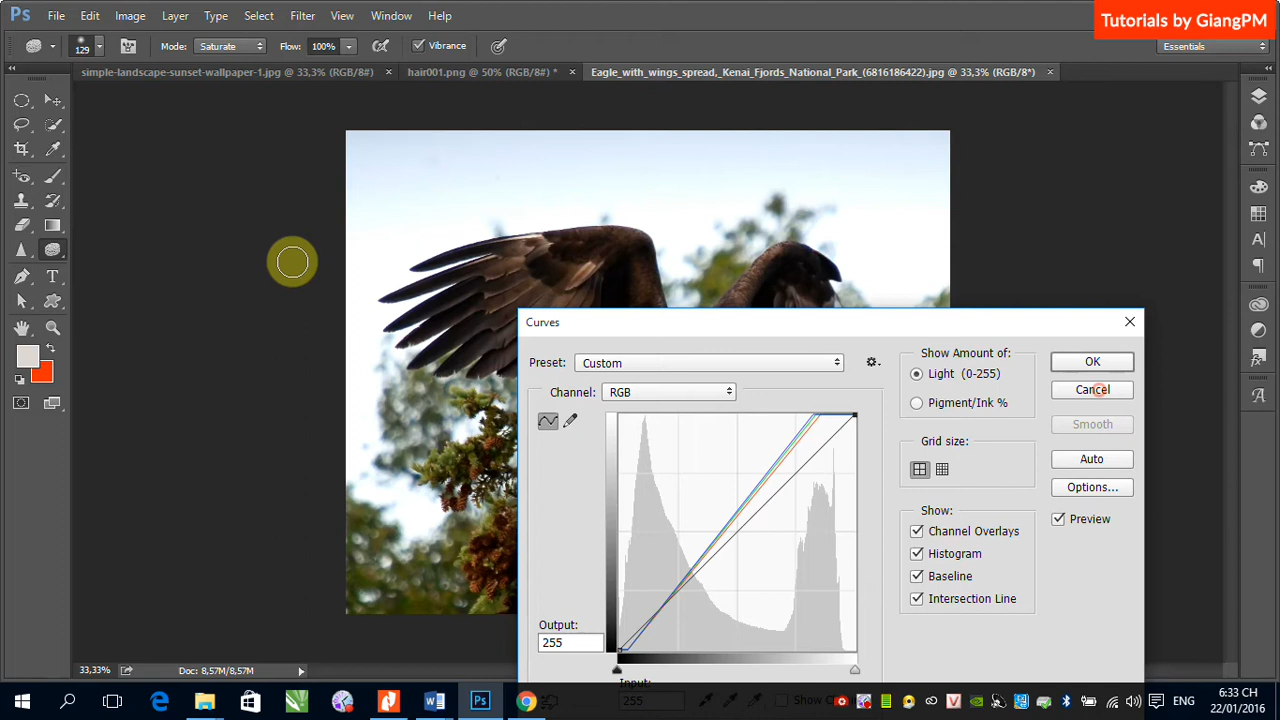 Ps File Edit Image Layer Type Select Filter View Window Help
Tutorials by GiangPM
129 Mode: Saturate Flow: 100% Vibrance Essentials
simple-landscape-sunset-wallpaper-1.jpg @ 33,3% (RGB/8#) × hair001.png @ 50% (RGB/8#) * × Eagle_with_wings_spread,_Kenai_Fjords_National_Park_(6816186422).jpg @ 33,3% (RGB/8*) ×
Curves
Preset: Custom
Channel: RGB
Show Amount of:
Light (0-255)
Pigment/Ink %
Grid size:
Show:
Channel Overlays
Histogram
Baseline
Intersection Line
OK
Cancel
Smooth
Auto
Options...
Preview
Output:
255
Input:
255
33,33% Doc: 8,57M/8,57M
ENG 6:33 CH
22/01/2016